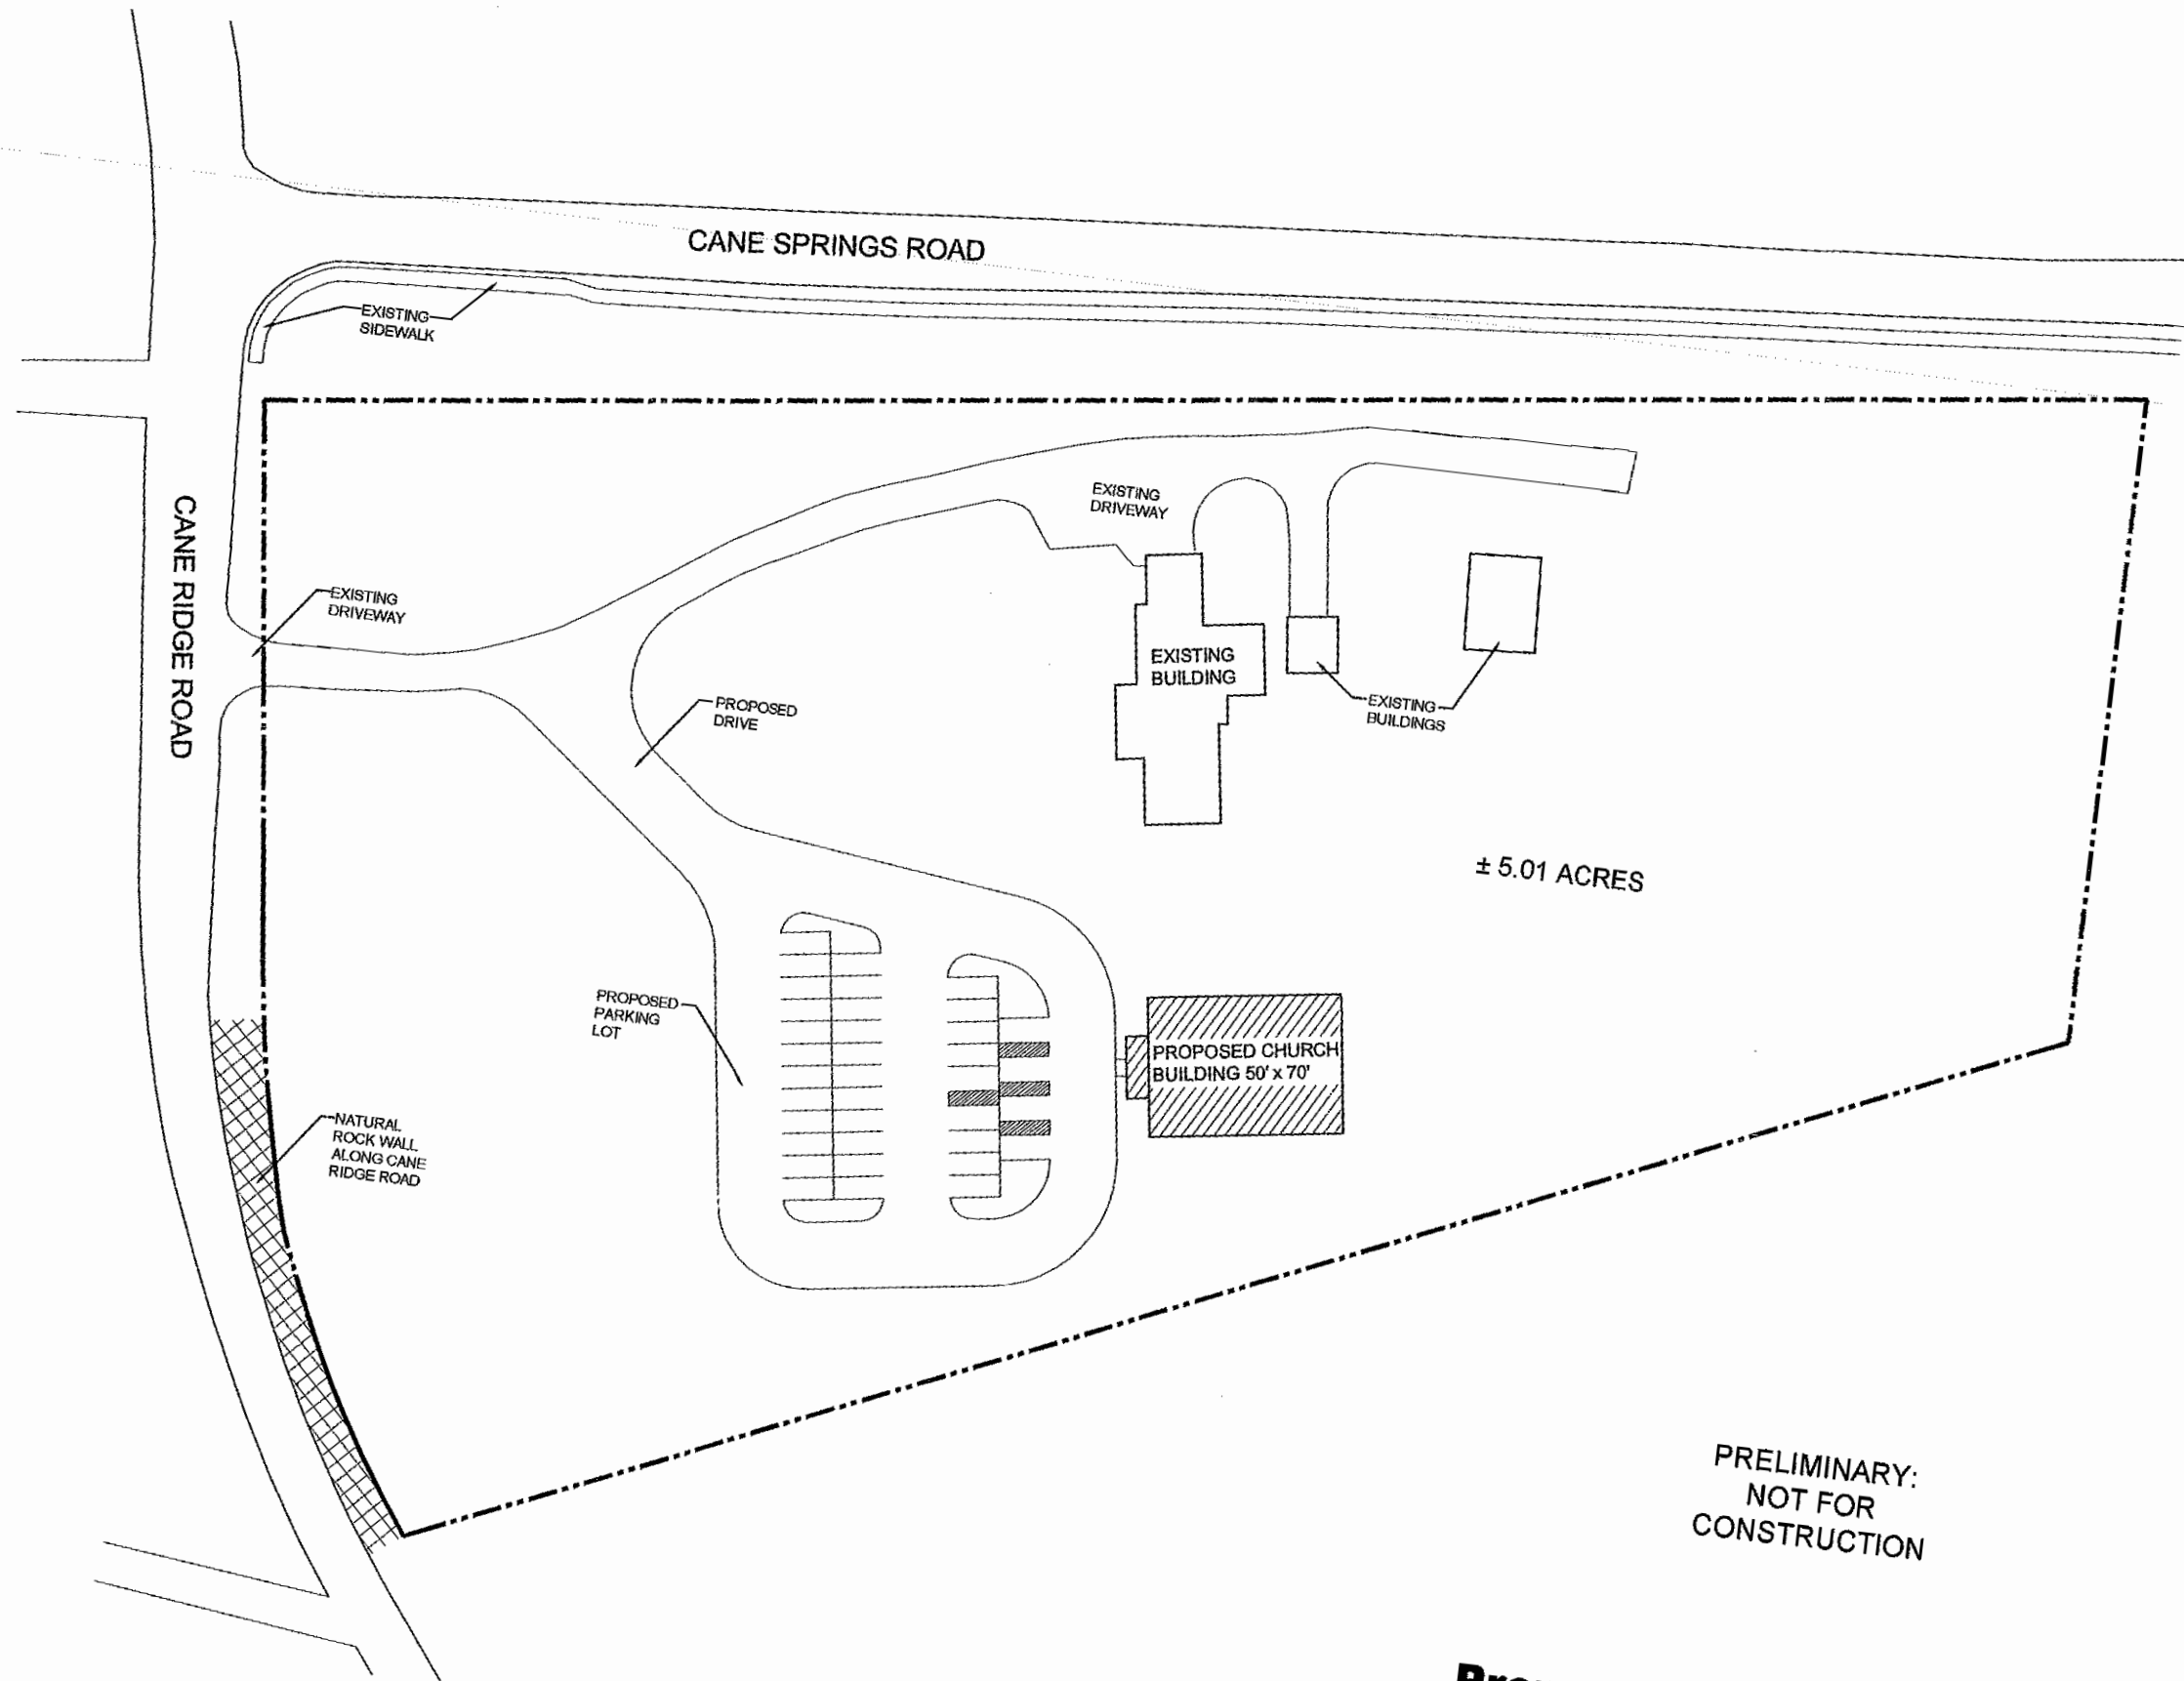 CANE SPRINGS ROAD
EXISTING
SIDEWALK
CANE RIDGE ROAD
EXISTING
DRIVEWAY
EXISTING
DRIVEWAY
EXISTING
BUILDING
EXISTING
BUILDINGS
PROPOSED
DRIVE
± 5.01 ACRES
PROPOSED
PARKING
LOT
PROPOSED CHURCH
BUILDING 50' x 70'
NATURAL
ROCK WALL
ALONG CANE
RIDGE ROAD
PRELIMINARY:
NOT FOR
CONSTRUCTION